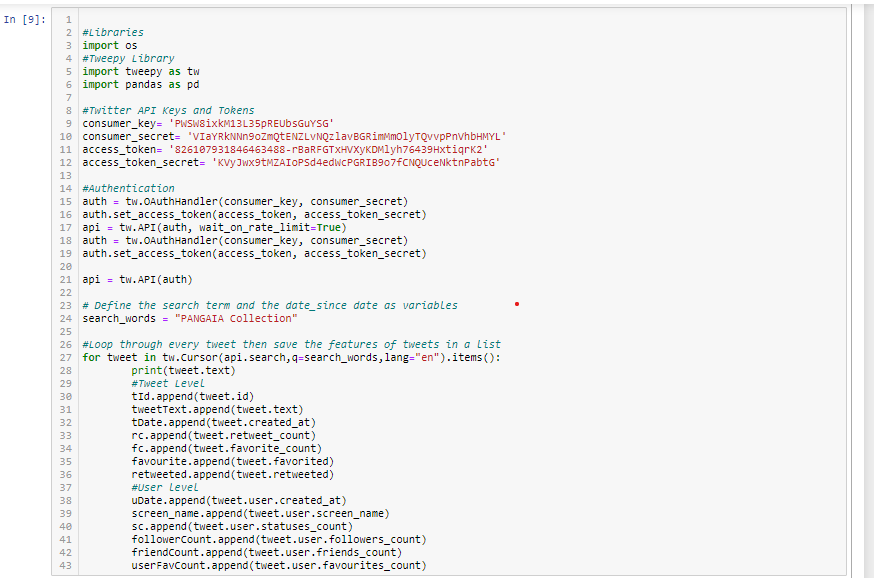 In [9]:
1
2 #Libraries
3 import os
4 #Tweepy Library
5 import tweepy as tw
6 import pandas as pd
7
8 #Twitter API Keys and Tokens
9 consumer_key=
10 consumer_secret=
11 access_token=
12 access_token_secret=
13
14 #Authentication
15 auth = tw.OAuthHandler(consumer_key, consumer_secret)
16 auth.set_access_token(access_token, access_token_secret)
17 api = tw.API(auth, wait_on_rate_limit=True)
18 auth = tw.OAuthHandler(consumer_key, consumer_secret)
19 auth.set_access_token(access_token, access_token_secret)
20
21 api = tw.API(auth)
22
23 # Define the search term and the date_since date as variables
24 search_words = "PANGAIA Collection"
25
26 #Loop through every tweet then save the features of tweets in a list
27 for tweet in tw.Cursor(api.search,q=search_words,lang="en").items():
28 print(tweet.text)
29 #Tweet Level
30 tId.append(tweet.id)
31 tweetText.append(tweet.text)
32 tDate.append(tweet.created_at)
33 rc.append(tweet.retweet_count)
34 fc.append(tweet.favorite_count)
35 favourite.append(tweet.favorited)
36 retweeted.append(tweet.retweeted)
37 #User Level
38 uDate.append(tweet.user.created_at)
39 screen_name.append(tweet.user.screen_name)
40 sc.append(tweet.user.statuses_count)
41 followerCount.append(tweet.user.followers_count)
42 friendCount.append(tweet.user.friends_count)
43 userFavCount.append(tweet.user.favourites_count)